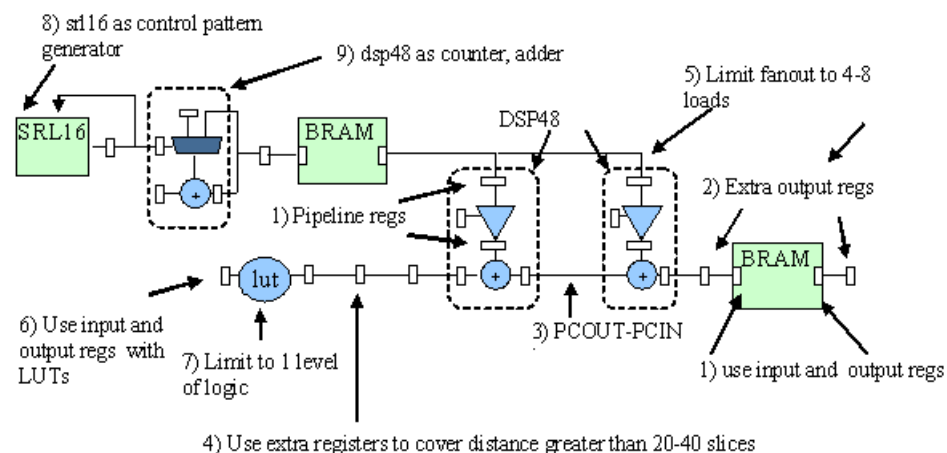 8) srl16 as control pattern
generator
9) dsp48 as counter, adder
5) Limit fanout to 4-8
loads
SRL16
BRAM
DSP48
+
1) Pipeline regs
2) Extra output regs
lut
+
+
BRAM
6) Use input and
output regs with
LUTs
7) Limit to 1 level
of logic
3) PCOUT-PCIN
1) use input and output regs
4) Use extra registers to cover distance greater than 20-40 slices